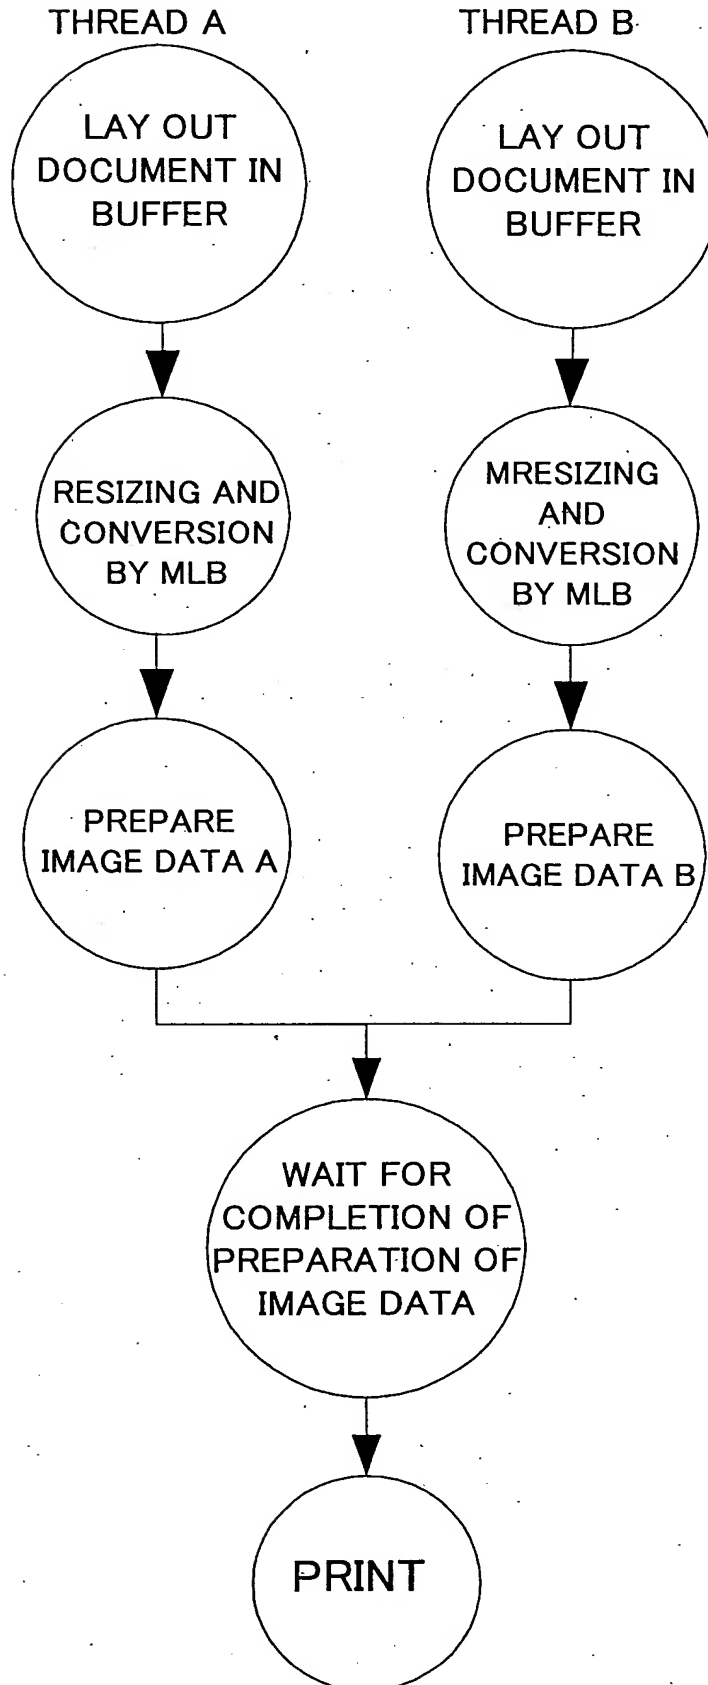 THREAD A
LAY OUT
DOCUMENT IN
BUFFER
RESIZING AND
CONVERSION
BY MLB
PREPARE
IMAGE DATA A
THREAD B
LAY OUT
DOCUMENT IN
BUFFER
MRESIZING
AND
CONVERSION
BY MLB
PREPARE
IMAGE DATA B
WAIT FOR
COMPLETION OF
PREPARATION OF
IMAGE DATA
PRINT